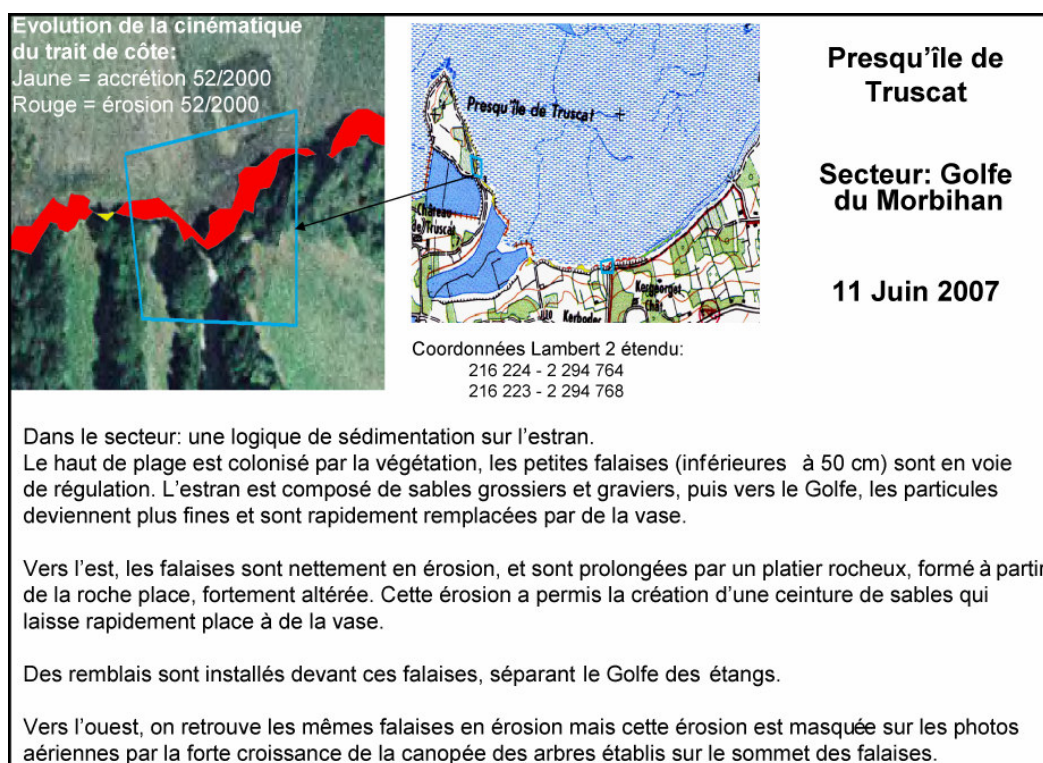 Evolution de la cinématique
du trait de côte:
Jaune = accrétion 52/2000
Rouge = érosion 52/2000
Presqu'île de Truscat
Château
de Truscat
Kerboder
Kesgeorget
Chât.
Presqu'île de
Truscat
Secteur: Golfe
du Morbihan
11 Juin 2007
Coordonnées Lambert 2 étendu:
216 224 - 2 294 764
216 223 - 2 294 768
Dans le secteur: une logique de sédimentation sur l'estran.
Le haut de plage est colonisé par la végétation, les petites falaises (inférieures à 50 cm) sont en voie
de régulation. L'estran est composé de sables grossiers et graviers, puis vers le Golfe, les particules
deviennent plus fines et sont rapidement remplacées par de la vase.
Vers l'est, les falaises sont nettement en érosion, et sont prolongées par un platier rocheux, formé à partir
de la roche place, fortement altérée. Cette érosion a permis la création d'une ceinture de sables qui
laisse rapidement place à de la vase.
Des remblais sont installés devant ces falaises, séparant le Golfe des étangs.
Vers l'ouest, on retrouve les mêmes falaises en érosion mais cette érosion est masquée sur les photos
aériennes par la forte croissance de la canopée des arbres établis sur le sommet des falaises.